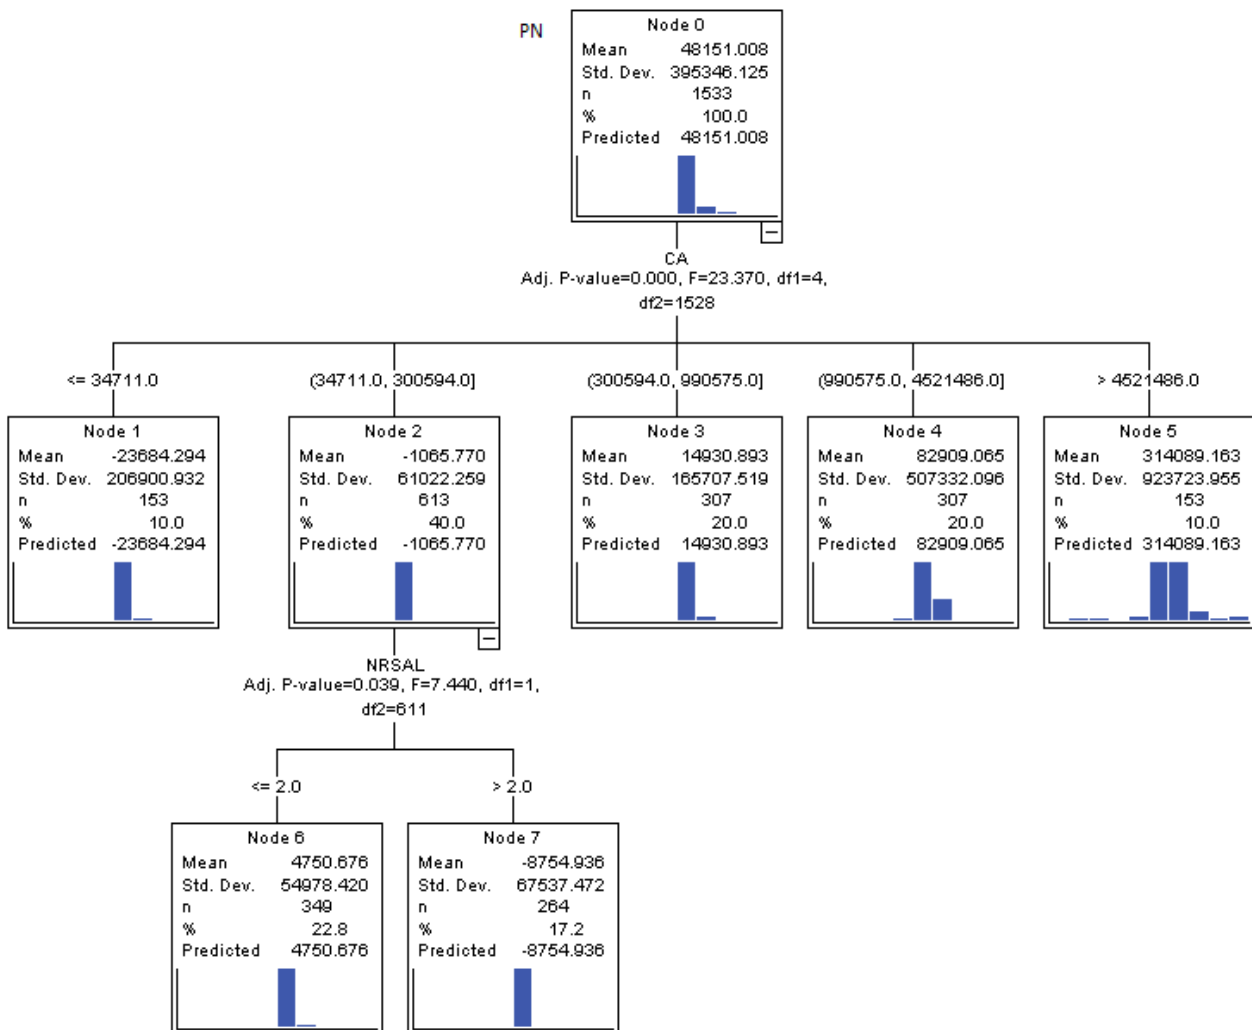 PN
Node 0
Mean 48151.008
Std. Dev. 395346.125
n 1533
% 100.0
Predicted 48151.008
CA
Adj. P-value=0.000, F=23.370, df1=4,
df2=1528
<= 34711.0
(34711.0, 300594.0]
(300594.0, 990575.0]
(990575.0, 4521486.0]
> 4521486.0
Node 1
Mean -23684.294
Std. Dev. 206900.932
n 153
% 10.0
Predicted -23684.294
Node 2
Mean -1065.770
Std. Dev. 61022.259
n 613
% 40.0
Predicted -1065.770
Node 3
Mean 14930.893
Std. Dev. 165707.519
n 307
% 20.0
Predicted 14930.893
Node 4
Mean 82909.065
Std. Dev. 507332.096
n 307
% 20.0
Predicted 82909.065
Node 5
Mean 314089.163
Std. Dev. 923723.955
n 153
% 10.0
Predicted 314089.163
NRSAL
Adj. P-value=0.039, F=7.440, df1=1,
df2=611
<= 2.0
> 2.0
Node 6
Mean 4750.676
Std. Dev. 54978.420
n 349
% 22.8
Predicted 4750.676
Node 7
Mean -8754.936
Std. Dev. 67537.472
n 264
% 17.2
Predicted -8754.936